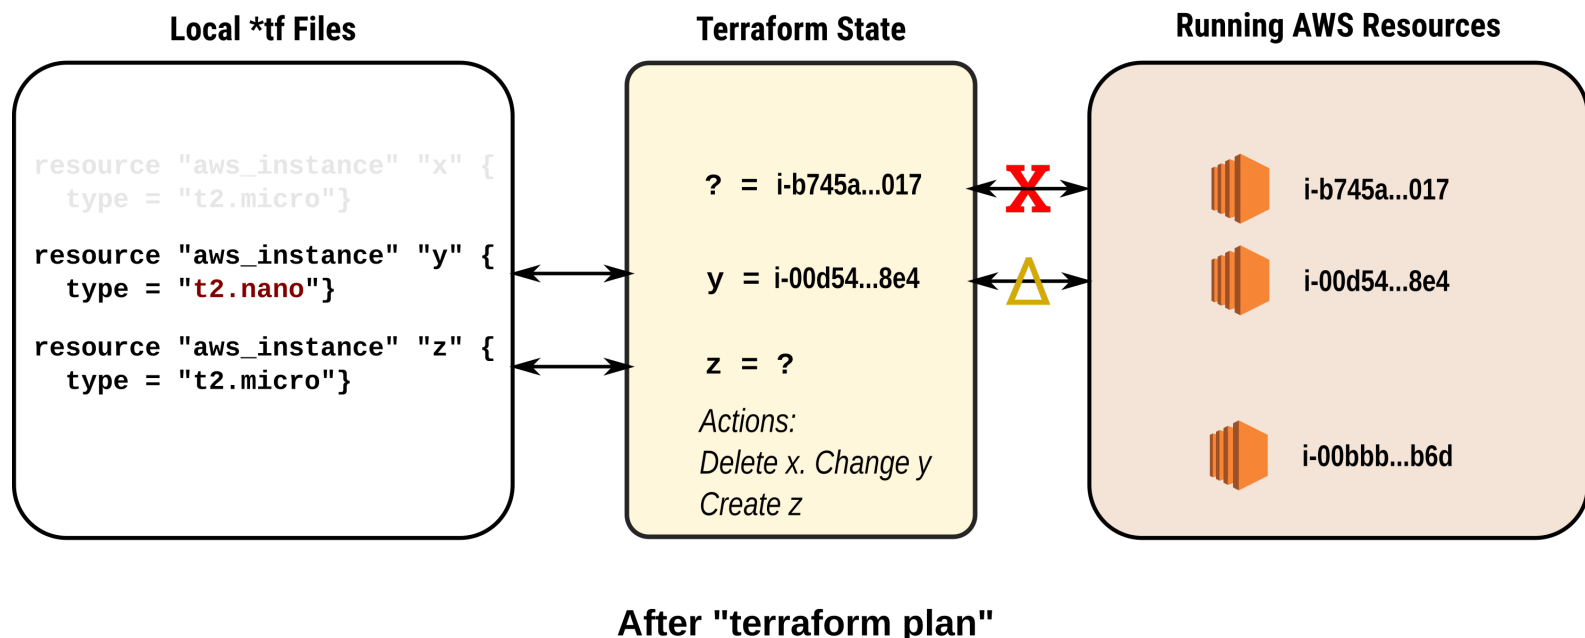 Local *tf Files
resource "aws_instance" "x" {
type = "t2.micro"}
resource "aws_instance" "y" {
type = "t2.nano"}
resource "aws_instance" "z" {
type = "t2.micro"}
Terraform State
? = i-b745a...017
y = i-00d54...8e4
z = ?
Actions:
Delete x. Change y
Create z
X
Δ
Running AWS Resources
i-b745a...017
i-00d54...8e4
i-00bbb...b6d
After "terraform plan"